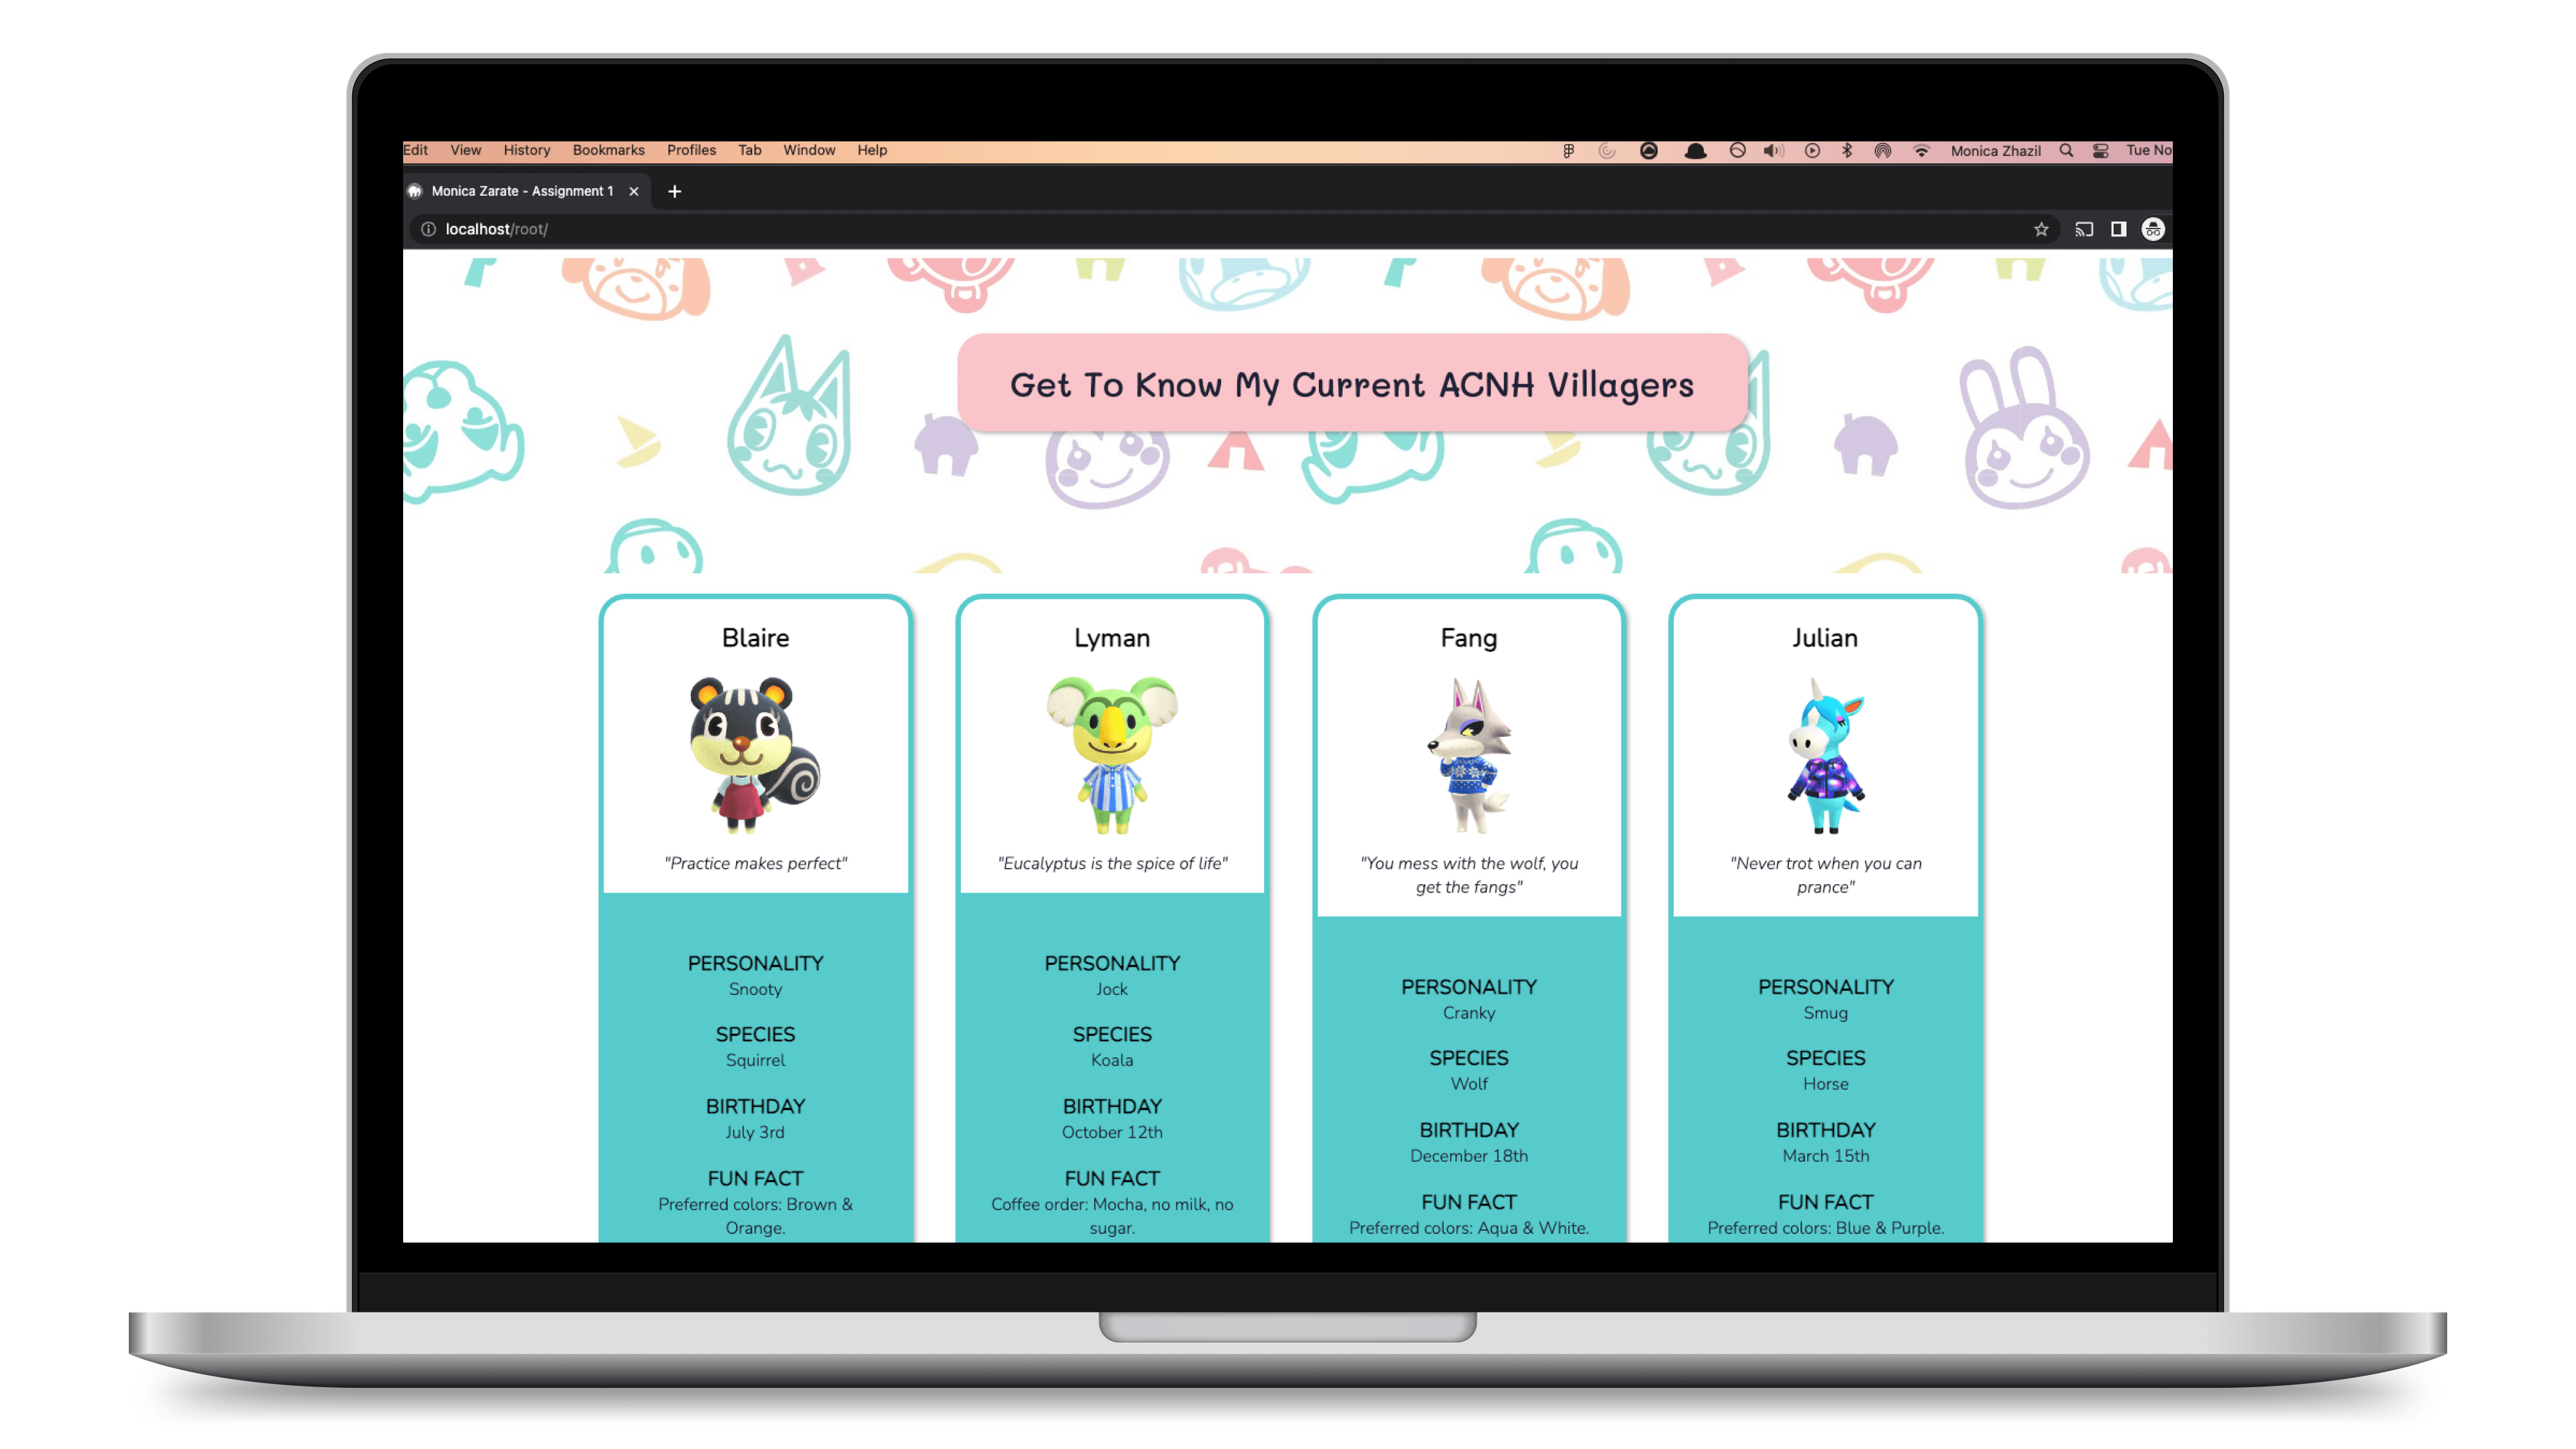 Edit View History Bookmarks Profiles Tab Window Help Monica Zhazil Tue No
Monica Zarate - Assignment 1
localhost/root/
Get To Know My Current ACNH Villagers
Blaire
"Practice makes perfect"
PERSONALITY
Snooty
SPECIES
Squirrel
BIRTHDAY
July 3rd
FUN FACT
Preferred colors: Brown &
Orange.
Lyman
"Eucalyptus is the spice of life"
PERSONALITY
Jock
SPECIES
Koala
BIRTHDAY
October 12th
FUN FACT
Coffee order: Mocha, no milk, no
sugar.
Fang
"You mess with the wolf, you
get the fangs"
PERSONALITY
Cranky
SPECIES
Wolf
BIRTHDAY
December 18th
FUN FACT
Preferred colors: Aqua & White.
Julian
"Never trot when you can
prance"
PERSONALITY
Smug
SPECIES
Horse
BIRTHDAY
March 15th
FUN FACT
Preferred colors: Blue & Purple.